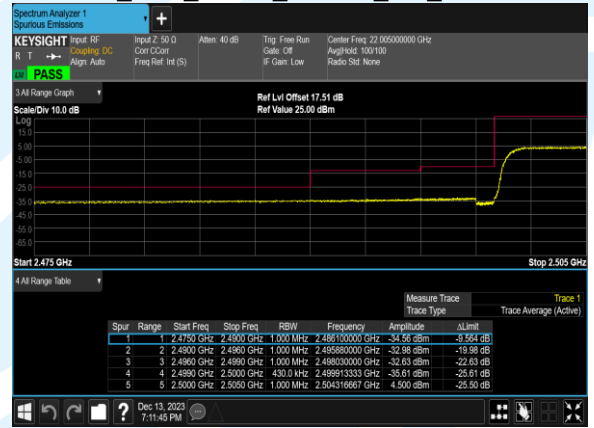 Spectrum Analyzer 1
Spurious Emissions
+
KEYSIGHT Input: RF Input Z: 50 Ω Atten: 40 dB Trig: Free Run Center Freq: 22.005000000 GHz
R T Coupling: DC Corr CCorr Gate: Off Avg|Hold: 100/100
Align: Auto Freq Ref: Int (S) IF Gain: Low Radio Std: None
LXI PASS
3 All Range Graph
Ref Lvl Offset 17.51 dB
Scale/Div 10.0 dB Ref Value 25.00 dBm
Log
15.0
5.00
-5.00
-15.0
-25.0
-35.0
-45.0
-55.0
-65.0
Start 2.475 GHz Stop 2.505 GHz
4 All Range Table
Measure Trace Trace 1
Trace Type Trace Average (Active)
Spur Range Start Freq Stop Freq RBW Frequency Amplitude ΔLimit
1 1 2.4750 GHz 2.4900 GHz 1.000 MHz 2.486100000 GHz -34.56 dBm -9.564 dB
2 2 2.4900 GHz 2.4960 GHz 1.000 MHz 2.495880000 GHz -32.98 dBm -19.98 dB
3 3 2.4960 GHz 2.4990 GHz 1.000 MHz 2.498030000 GHz -32.63 dBm -22.63 dB
4 4 2.4990 GHz 2.5000 GHz 430.0 kHz 2.499913333 GHz -35.61 dBm -25.61 dB
5 5 2.5000 GHz 2.5050 GHz 1.000 MHz 2.504316667 GHz 4.500 dBm -25.50 dB
? Dec 13, 2023
7:11:45 PM